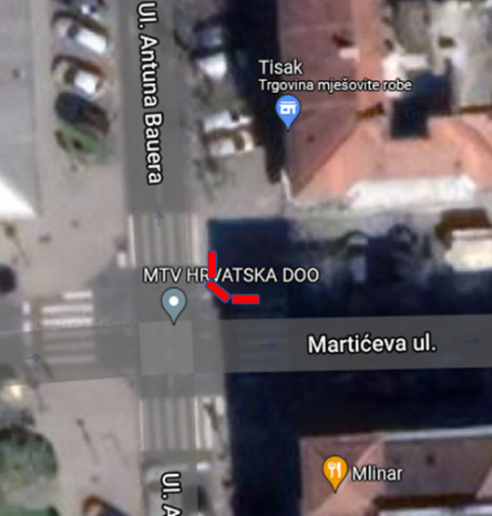 Ul. Antuna Bauera
Tisak
Trgovina mješovite robe
MTV HRVATSKA DOO
Martićeva ul.
Mlinar
Ul. A